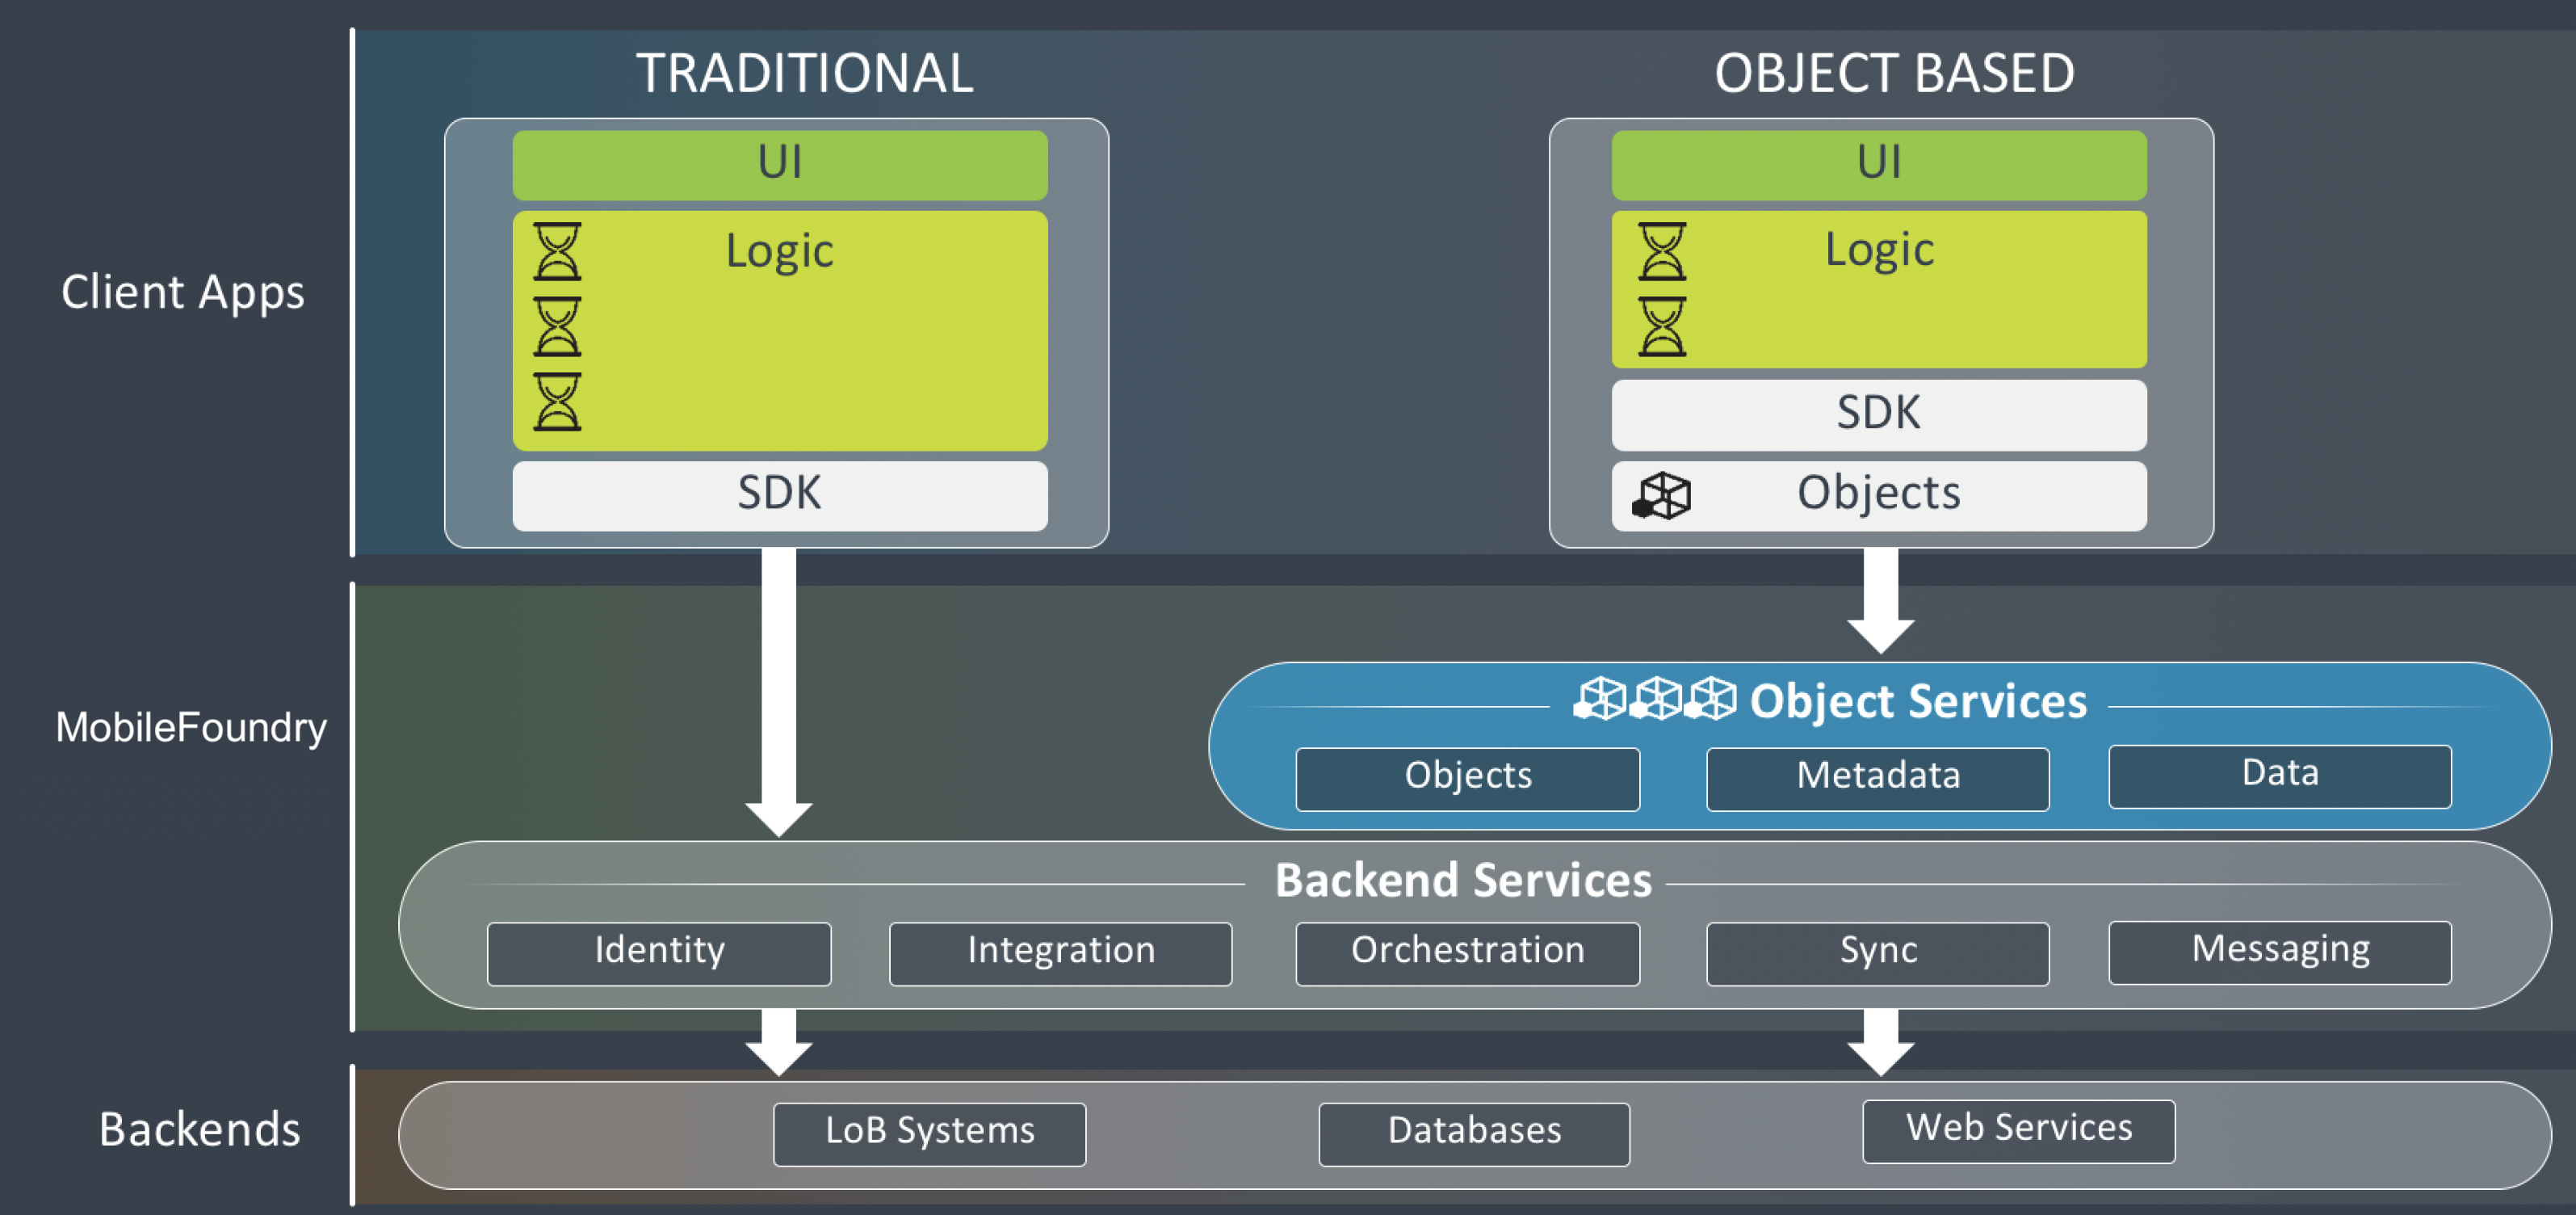 TRADITIONAL
OBJECT BASED
Client Apps
UI
Logic
SDK
UI
Logic
SDK
Objects
MobileFoundry
Object Services
Objects
Metadata
Data
Backend Services
Identity
Integration
Orchestration
Sync
Messaging
Backends
LoB Systems
Databases
Web Services